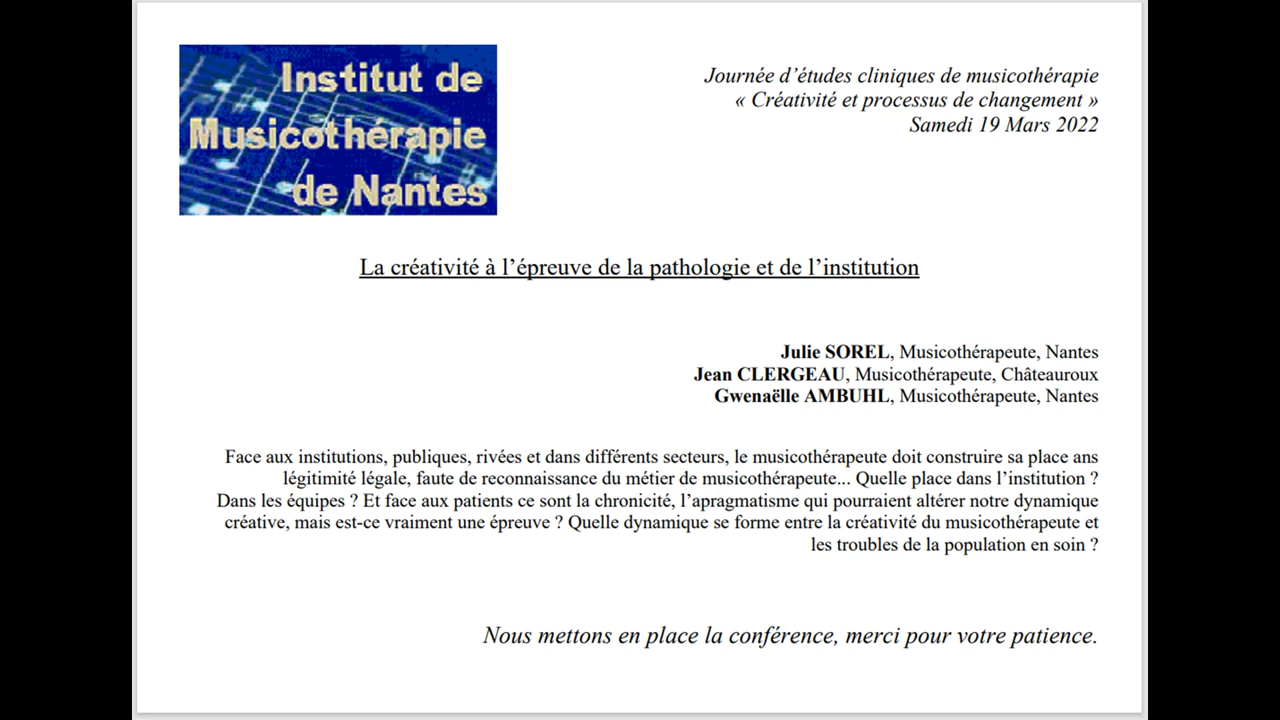 Institut de
Musicothérapie
de Nantes
Journée d’études cliniques de musicothérapie
« Créativité et processus de changement »
Samedi 19 Mars 2022
La créativité à l’épreuve de la pathologie et de l’institution
Julie SOREL, Musicothérapeute, Nantes
Jean CLERGEAU, Musicothérapeute, Châteauroux
Gwenaëlle AMBUHL, Musicothérapeute, Nantes
Face aux institutions, publiques, rivées et dans différents secteurs, le musicothérapeute doit construire sa place ans
légitimité légale, faute de reconnaissance du métier de musicothérapeute... Quelle place dans l’institution ?
Dans les équipes ? Et face aux patients ce sont la chronicité, l’apragmatisme qui pourraient altérer notre dynamique
créative, mais est-ce vraiment une épreuve ? Quelle dynamique se forme entre la créativité du musicothérapeute et
les troubles de la population en soin ?
Nous mettons en place la conférence, merci pour votre patience.